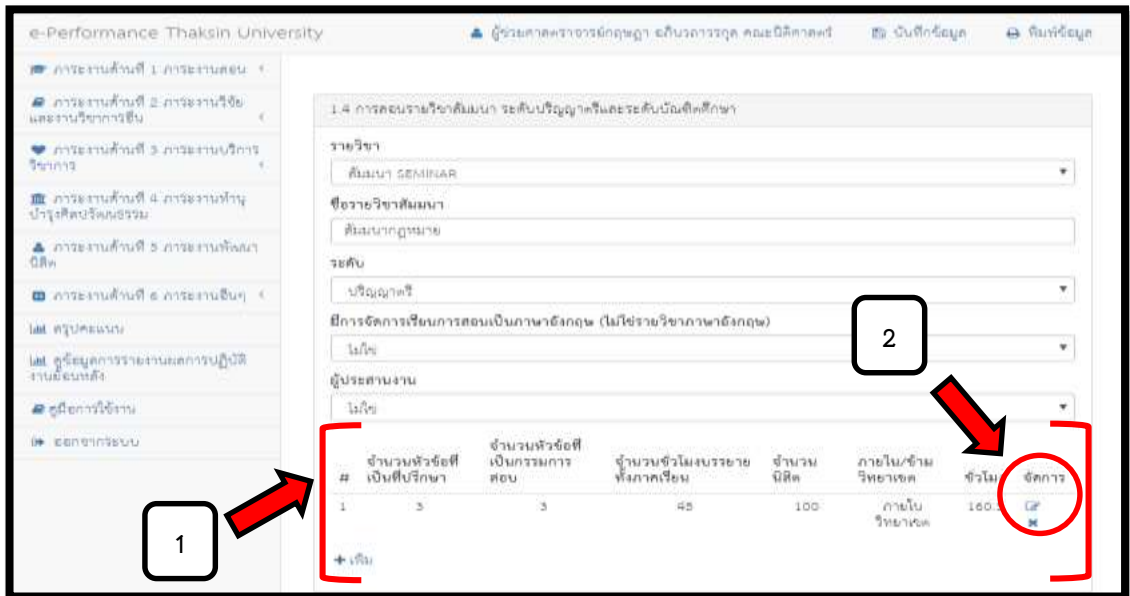 e-Performance Thaksin University
ผู้ช่วยศาสตราจารย์กฤษฎา อภินวถาวรกุล คณะนิติศาสตร์
บันทึกข้อมูล
พิมพ์ข้อมูล
ภาระงานด้านที่ 1 ภาระงานสอน
ภาระงานด้านที่ 2 ภาระงานวิจัย
และงานวิชาการอื่น
ภาระงานด้านที่ 3 ภาระงานบริการ
วิชาการ
ภาระงานด้านที่ 4 ภาระงานทำนุ
บำรุงศิลปวัฒนธรรม
ภาระงานด้านที่ 5 ภาระงานพัฒนา
นิสิต
ภาระงานด้านที่ 6 ภาระงานอื่นๆ
สรุปคะแนน
ดูข้อมูลการรายงานผลการปฏิบัติ
งานย้อนหลัง
คู่มือการใช้งาน
ออกจากระบบ
1.4 การสอนรายวิชาสัมมนา ระดับปริญญาตรีและระดับบัณฑิตศึกษา
รายวิชา
สัมมนา SEMINAR
ชื่อรายวิชาสัมมนา
สัมมนากฎหมาย
ระดับ
ปริญญาตรี
มีการจัดการเรียนการสอนเป็นภาษาอังกฤษ (ไม่ใช่รายวิชาภาษาอังกฤษ)
ไม่ใช่
ผู้ประสานงาน
ไม่ใช่
# จำนวนหัวข้อที่เป็นที่ปรึกษา จำนวนหัวข้อที่เป็นกรรมการสอบ จำนวนชั่วโมงบรรยายทั้งภาคเรียน จำนวนนิสิต ภายใน/ข้ามวิทยาเขต ชั่วโม จัดการ
1 3 3 45 100 ภายในวิทยาเขต 160.
+ เพิ่ม
1
2